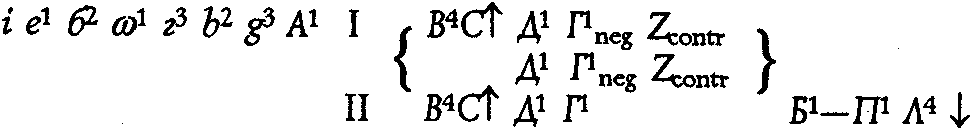 i e¹ б² ω¹ г³ b² g³ A¹ I { B⁴C↑ Д¹ Г¹neg Zcontr
Д¹ Г¹neg Zcontr }
II B⁴C↑ Д¹ Г¹ Б¹—П¹ Л⁴ ↓